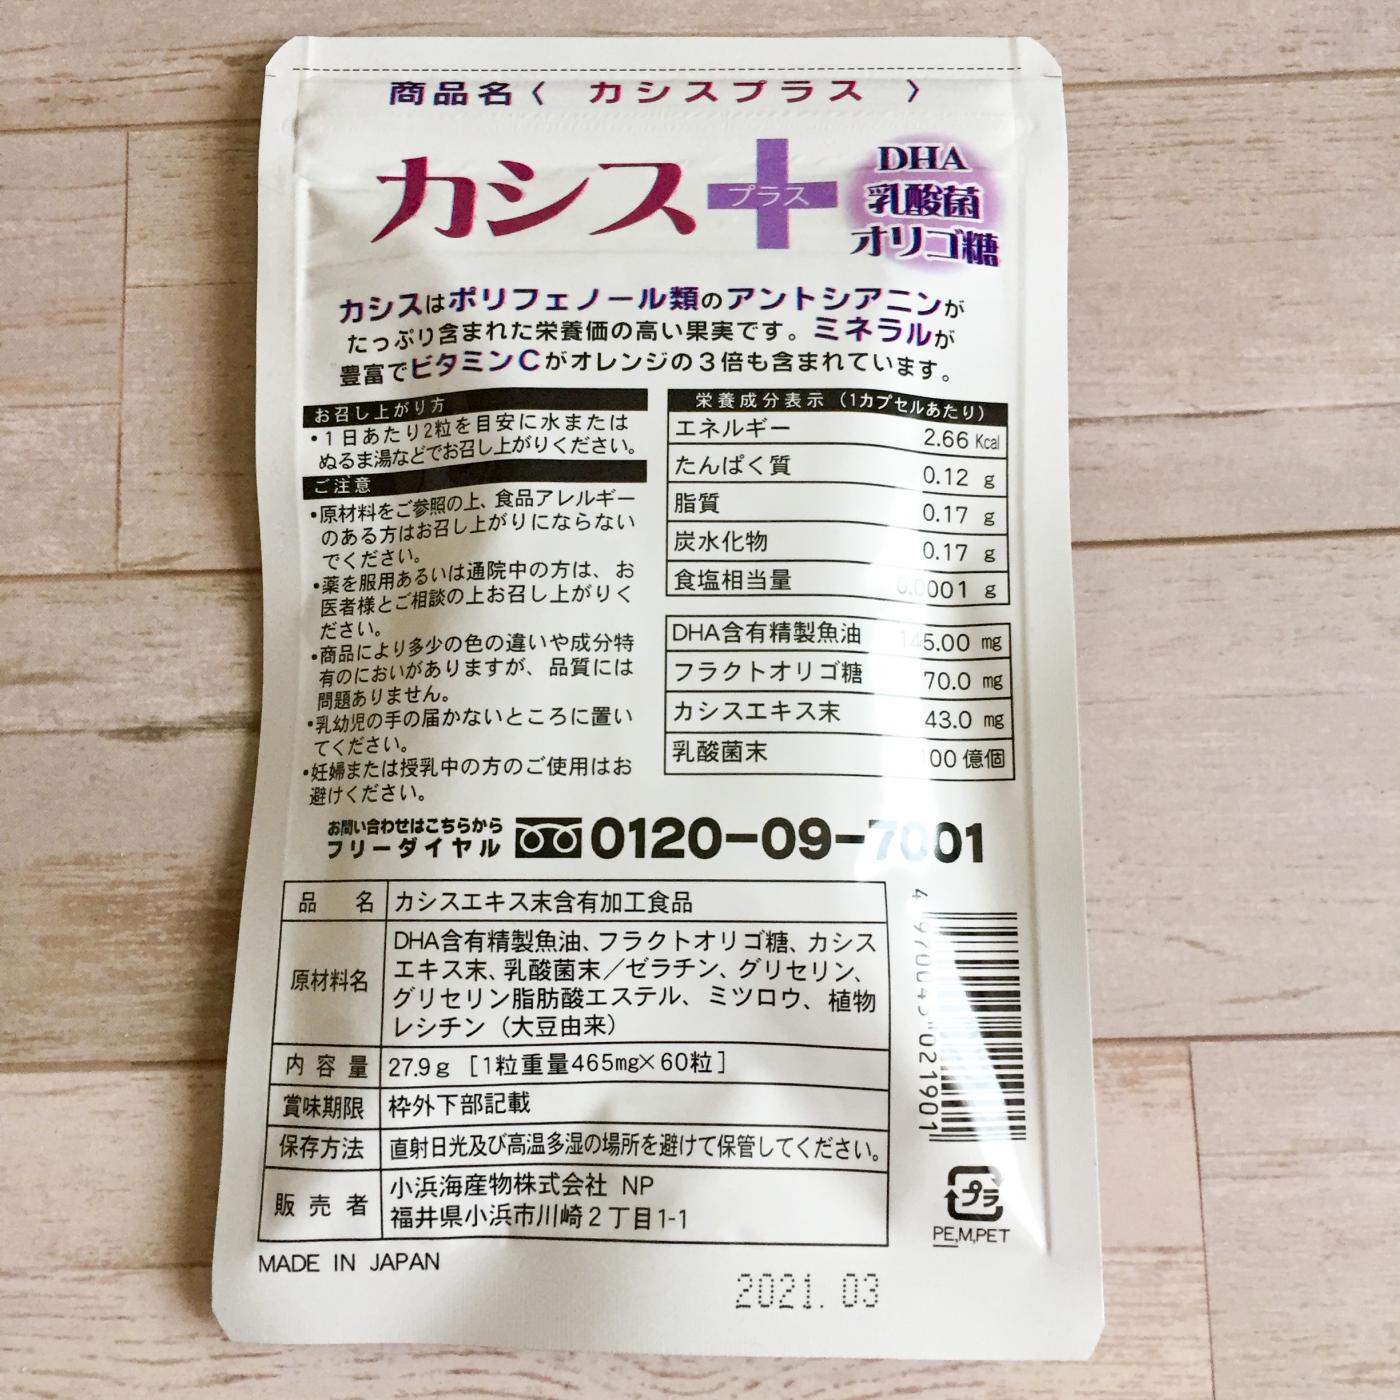 商品名〈 カシスプラス 〉
カシス
プラス
DHA
乳酸菌
オリゴ糖
カシスはポリフェノール類のアントシアニンが
たっぷり含まれた栄養価の高い果実です。ミネラルが
豊富でビタミンCがオレンジの3倍も含まれています。
お召し上がり方
・1日あたり2粒を目安に水または
ぬるま湯などでお召し上がりください。
ご注意
・原材料をご参照の上、食品アレルギー
のある方はお召し上がりにならない
でください。
・薬を服用あるいは通院中の方は、お
医者様とご相談の上お召し上がりく
ださい。
・商品により多少の色の違いや成分特
有のにおいがありますが、品質には
問題ありません。
・乳幼児の手の届かないところに置い
てください。
・妊婦または授乳中の方のご使用はお
避けください。
栄養成分表示（1カプセルあたり）
エネルギー 2.66 Kcal
たんぱく質 0.12 g
脂質 0.17 g
炭水化物 0.17 g
食塩相当量 0.0001 g
DHA含有精製魚油 145.00 mg
フラクトオリゴ糖 70.0 mg
カシスエキス末 43.0 mg
乳酸菌末 億個
お問い合わせはこちらから
フリーダイヤル 0120-09-7001
品名 カシスエキス末含有加工食品
原材料名 DHA含有精製魚油、フラクトオリゴ糖、カシス
エキス末、乳酸菌末／ゼラチン、グリセリン、
グリセリン脂肪酸エステル、ミツロウ、植物
レシチン（大豆由来）
内容量 27.9g［1粒重量465mg×60粒］
賞味期限 枠外下部記載
保存方法 直射日光及び高温多湿の場所を避けて保管してください。
販売者 小浜海産物株式会社 NP
福井県小浜市川崎2丁目1-1
4 970045 021901
プラ
PE,M,PET
MADE IN JAPAN
2021.03